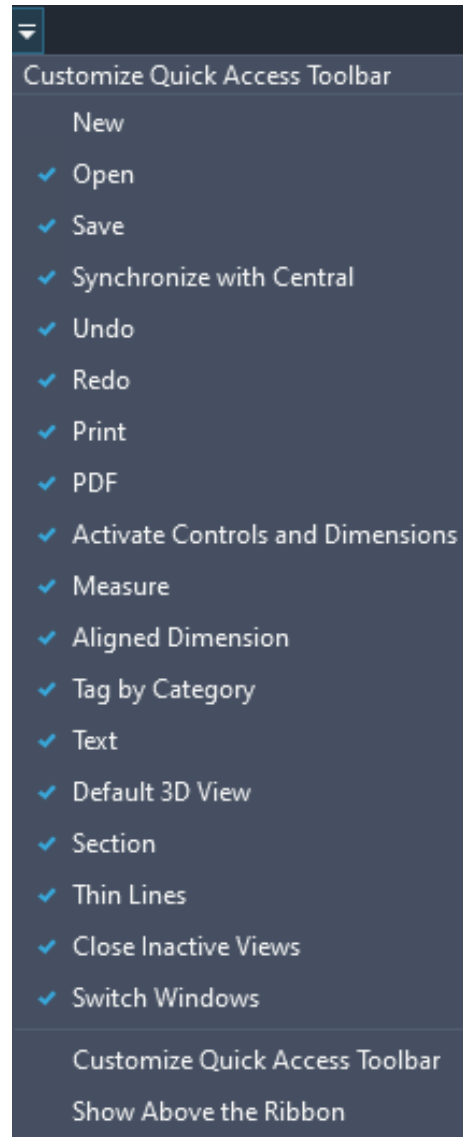 Customize Quick Access Toolbar
New
Open
Save
Synchronize with Central
Undo
Redo
Print
PDF
Activate Controls and Dimensions
Measure
Aligned Dimension
Tag by Category
Text
Default 3D View
Section
Thin Lines
Close Inactive Views
Switch Windows
Customize Quick Access Toolbar
Show Above the Ribbon